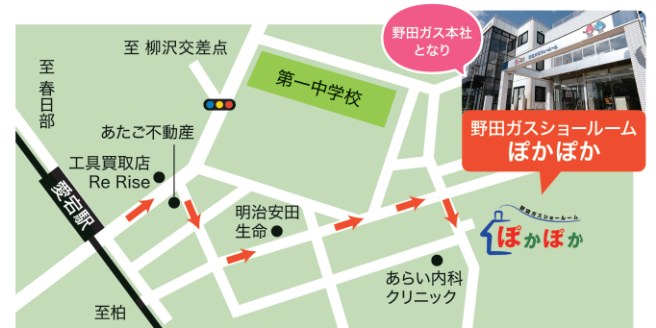 至 柳沢交差点
野田ガス本社
となり
至 春日部
第一中学校
あたご不動産
野田ガスショールーム
ぽかぽか
工具買取店
Re Rise
愛宕駅
明治安田
生命
野田ガスショールーム
ぽかぽか
あらい内科
クリニック
至柏